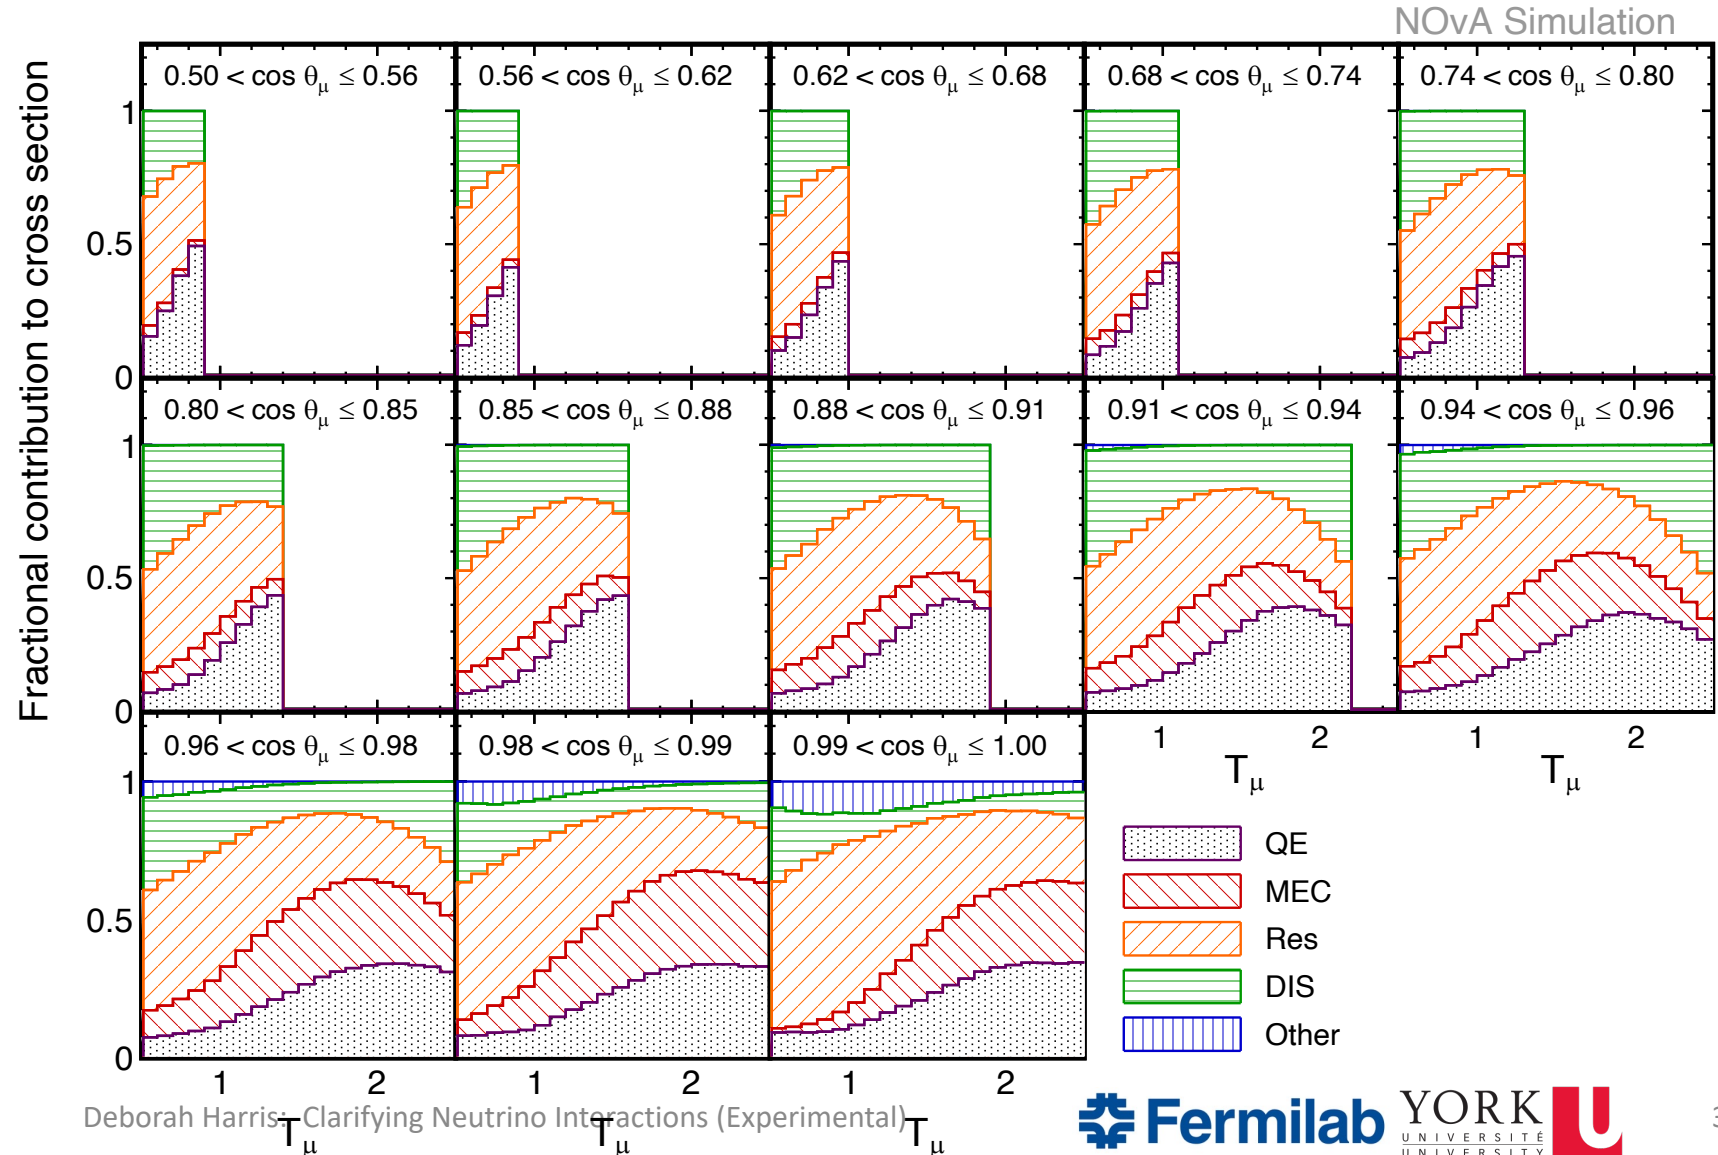 NOvA Simulation
Fractional contribution to cross section
0.50 < cos θμ ≤ 0.56
0.56 < cos θμ ≤ 0.62
0.62 < cos θμ ≤ 0.68
0.68 < cos θμ ≤ 0.74
0.74 < cos θμ ≤ 0.80
1
0.5
0
0.80 < cos θμ ≤ 0.85
0.85 < cos θμ ≤ 0.88
0.88 < cos θμ ≤ 0.91
0.91 < cos θμ ≤ 0.94
0.94 < cos θμ ≤ 0.96
1
0.5
0
1 2
Tμ
1 2
Tμ
0.96 < cos θμ ≤ 0.98
0.98 < cos θμ ≤ 0.99
0.99 < cos θμ ≤ 1.00
1
0.5
0
1 2
Tμ
1 2
Tμ
1 2
Tμ
QE
MEC
Res
DIS
Other
Deborah Harris: Clarifying Neutrino Interactions (Experimental)
Fermilab
YORK U
UNIVERSITÉ
UNIVERSITY